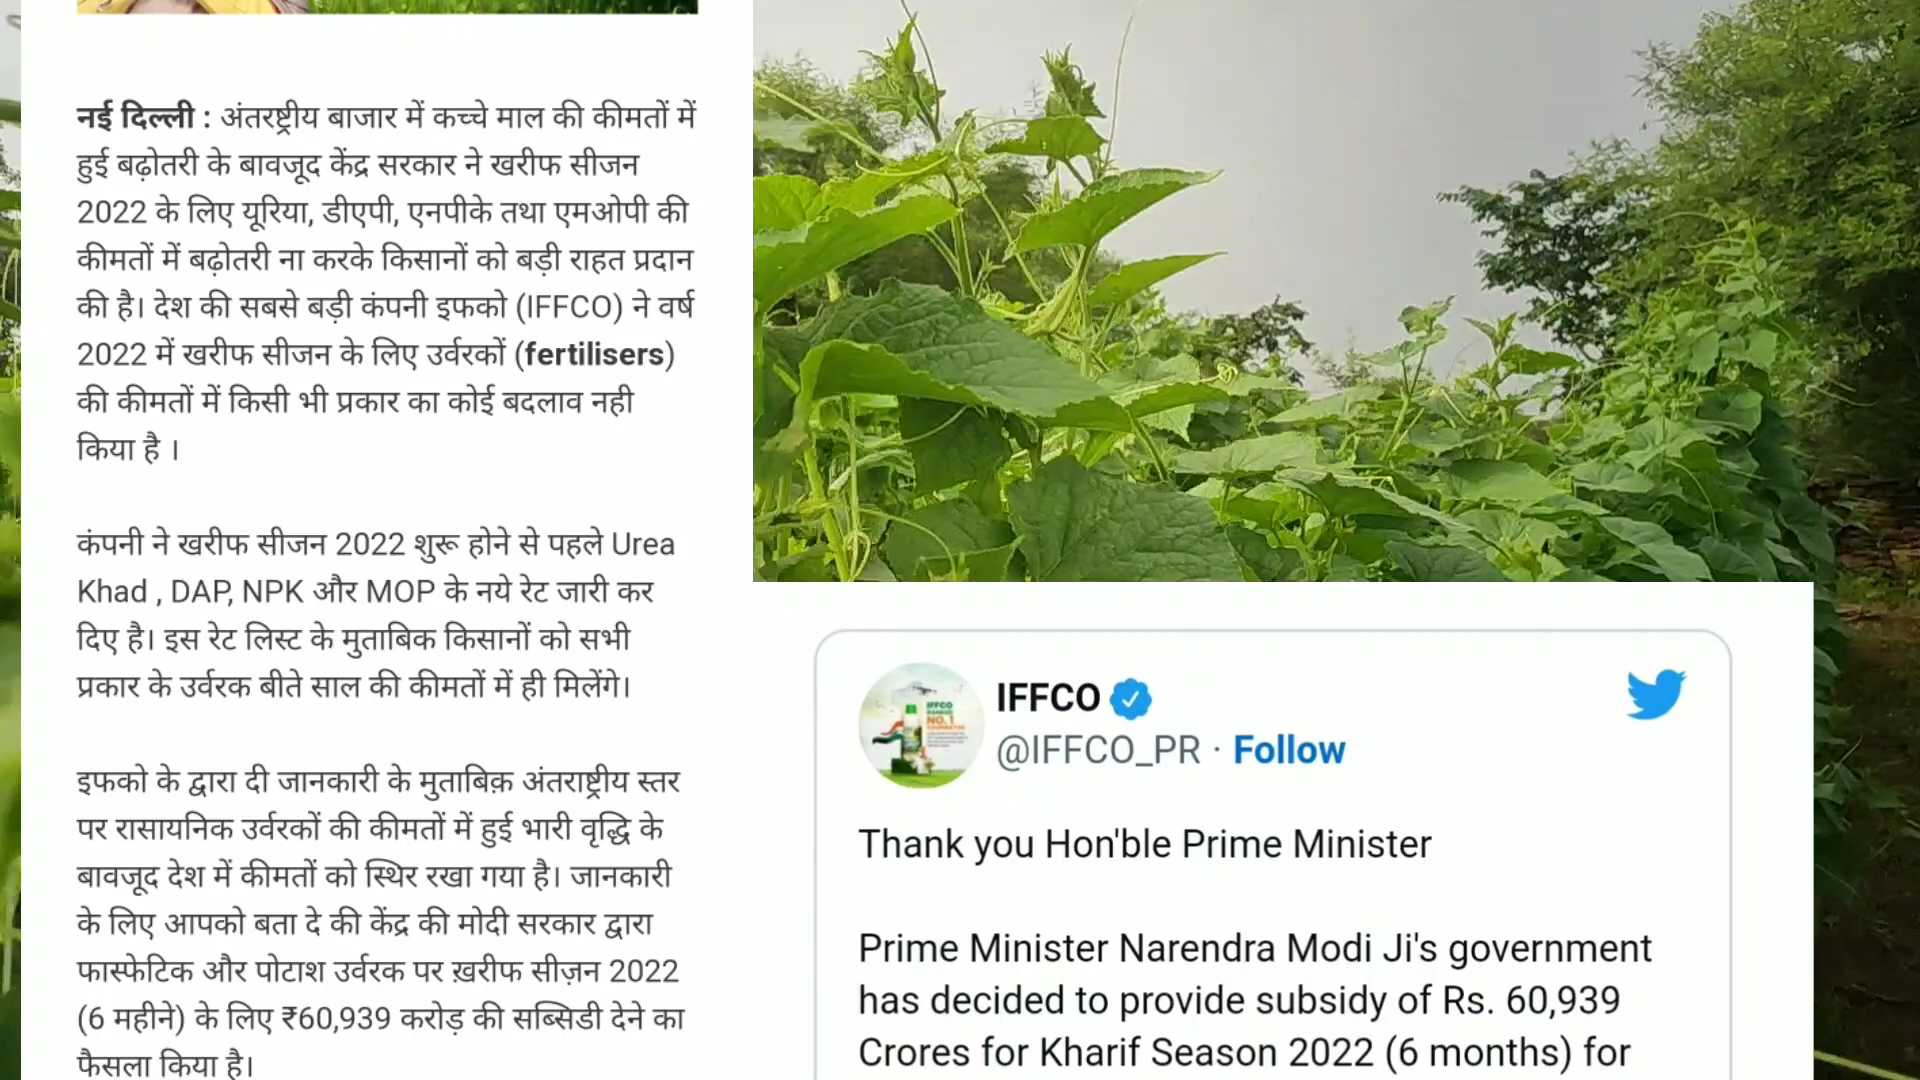 नई दिल्ली : अंतरष्ट्रीय बाजार में कच्चे माल की कीमतों में
हुई बढ़ोतरी के बावजूद केंद्र सरकार ने खरीफ सीजन
2022 के लिए यूरिया, डीएपी, एनपीके तथा एमओपी की
कीमतों में बढ़ोतरी ना करके किसानों को बड़ी राहत प्रदान
की है। देश की सबसे बड़ी कंपनी इफको (IFFCO) ने वर्ष
2022 में खरीफ सीजन के लिए उर्वरकों (fertilisers)
की कीमतों में किसी भी प्रकार का कोई बदलाव नही
किया है ।
कंपनी ने खरीफ सीजन 2022 शुरू होने से पहले Urea
Khad , DAP, NPK और MOP के नये रेट जारी कर
दिए है। इस रेट लिस्ट के मुताबिक किसानों को सभी
प्रकार के उर्वरक बीते साल की कीमतों में ही मिलेंगे।
इफको के द्वारा दी जानकारी के मुताबिक़ अंतराष्ट्रीय स्तर
पर रासायनिक उर्वरकों की कीमतों में हुई भारी वृद्धि के
बावजूद देश में कीमतों को स्थिर रखा गया है। जानकारी
के लिए आपको बता दे की केंद्र की मोदी सरकार द्वारा
फास्फेटिक और पोटाश उर्वरक पर ख़रीफ सीज़न 2022
(6 महीने) के लिए ₹60,939 करोड़ की सब्सिडी देने का
फैसला किया है।
IFFCO
@IFFCO_PR · Follow
IFFCO
NO. 1
Thank you Hon'ble Prime Minister
Prime Minister Narendra Modi Ji's government
has decided to provide subsidy of Rs. 60,939
Crores for Kharif Season 2022 (6 months) for